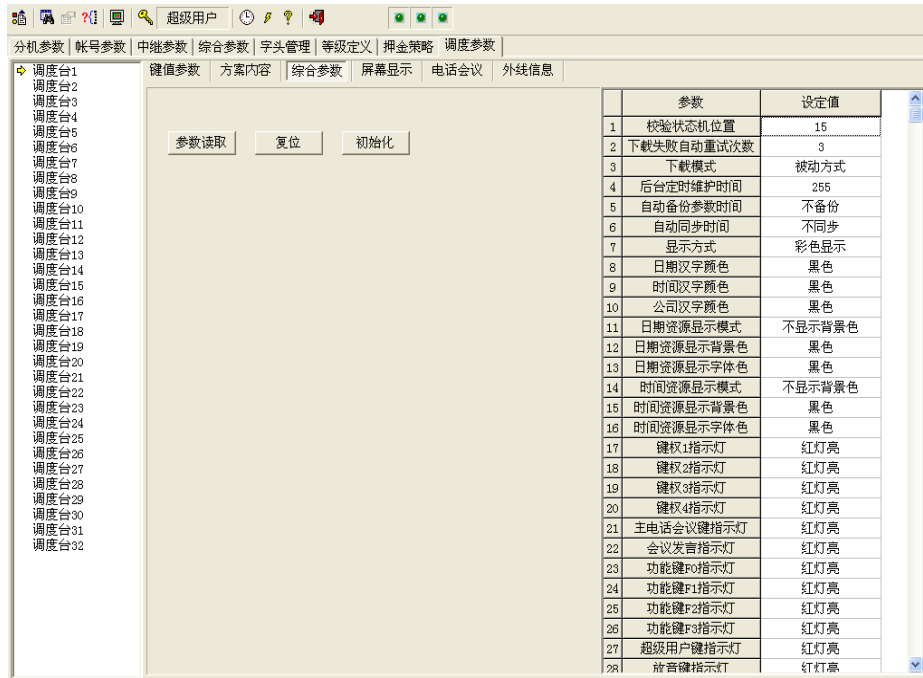 超级用户
分机参数 帐号参数 中继参数 综合参数 字头管理 等级定义 押金策略 调度参数
调度台1
调度台2
调度台3
调度台4
调度台5
调度台6
调度台7
调度台8
调度台9
调度台10
调度台11
调度台12
调度台13
调度台14
调度台15
调度台16
调度台17
调度台18
调度台19
调度台20
调度台21
调度台22
调度台23
调度台24
调度台25
调度台26
调度台27
调度台28
调度台29
调度台30
调度台31
调度台32
键值参数 方案内容 综合参数 屏幕显示 电话会议 外线信息
参数读取 复位 初始化
参数 设定值
1 校验状态机位置 15
2 下载失败自动重试次数 3
3 下载模式 被动方式
4 后台定时维护时间 255
5 自动备份参数时间 不备份
6 自动同步时间 不同步
7 显示方式 彩色显示
8 日期汉字颜色 黑色
9 时间汉字颜色 黑色
10 公司汉字颜色 黑色
11 日期资源显示模式 不显示背景色
12 日期资源显示背景色 黑色
13 日期资源显示字体色 黑色
14 时间资源显示模式 不显示背景色
15 时间资源显示背景色 黑色
16 时间资源显示字体色 黑色
17 键权1指示灯 红灯亮
18 键权2指示灯 红灯亮
19 键权3指示灯 红灯亮
20 键权4指示灯 红灯亮
21 主电话会议键指示灯 红灯亮
22 会议发言指示灯 红灯亮
23 功能键F0指示灯 红灯亮
24 功能键F1指示灯 红灯亮
25 功能键F2指示灯 红灯亮
26 功能键F3指示灯 红灯亮
27 超级用户键指示灯 红灯亮
28 放音键指示灯 红灯亮